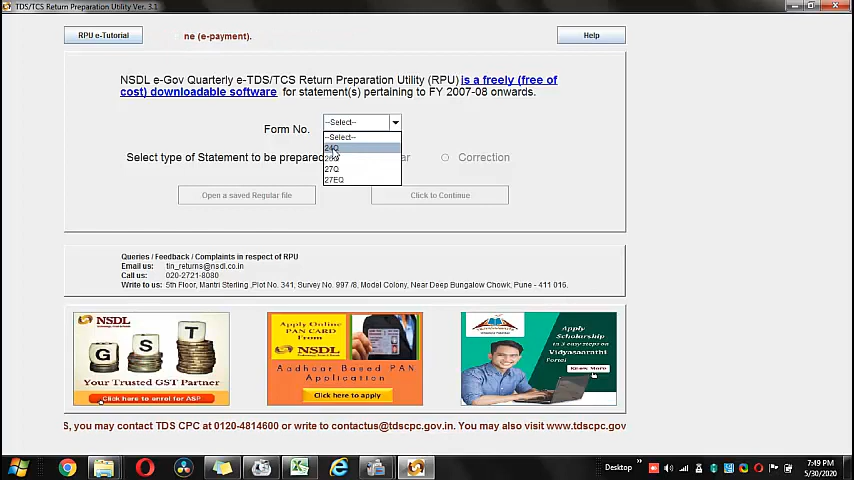 TDS/TCS Return Preparation Utility Ver. 3.1
RPU e-Tutorial
ne (e-payment).
Help
NSDL e-Gov Quarterly e-TDS/TCS Return Preparation Utility (RPU) is a freely (free of
cost) downloadable software for statement(s) pertaining to FY 2007-08 onwards.
Form No.
--Select--
--Select--
24Q
26Q
27Q
27EQ
Select type of Statement to be prepared
ar
Correction
Open a saved Regular file
Click to Continue
Queries / Feedback / Complaints in respect of RPU
Email us: tin_returns@nsdl.co.in
Call us: 020-2721-8080
Write to us: 5th Floor, Mantri Sterling ,Plot No. 341, Survey No. 997 /8, Model Colony, Near Deep Bungalow Chowk, Pune - 411 016.
NSDL
G S T
Your Trusted GST Partner
Click here to enrol for ASP
Apply Online
PAN CARD
From
NSDL
Aadhaar Based PAN
Application
Click here to apply
Apply
Scholarship
in 3 easy steps on
Vidyasaarathi
Portal
Know More
S, you may contact TDS CPC at 0120-4814600 or write to contactus@tdscpc.gov.in. You may also visit www.tdscpc.gov
Desktop
7:49 PM
5/30/2020